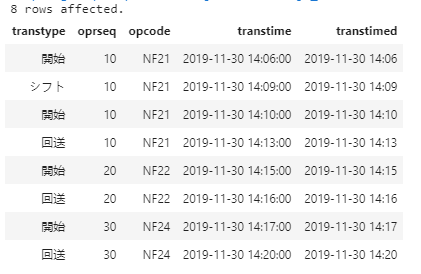 8 rows affected.
transtype oprseq opcode transtime transtimed
開始 10 NF21 2019-11-30 14:06:00 2019-11-30 14:06
シフト 10 NF21 2019-11-30 14:09:00 2019-11-30 14:09
開始 10 NF21 2019-11-30 14:10:00 2019-11-30 14:10
回送 10 NF21 2019-11-30 14:13:00 2019-11-30 14:13
開始 20 NF22 2019-11-30 14:15:00 2019-11-30 14:15
回送 20 NF22 2019-11-30 14:16:00 2019-11-30 14:16
開始 30 NF24 2019-11-30 14:17:00 2019-11-30 14:17
回送 30 NF24 2019-11-30 14:20:00 2019-11-30 14:20